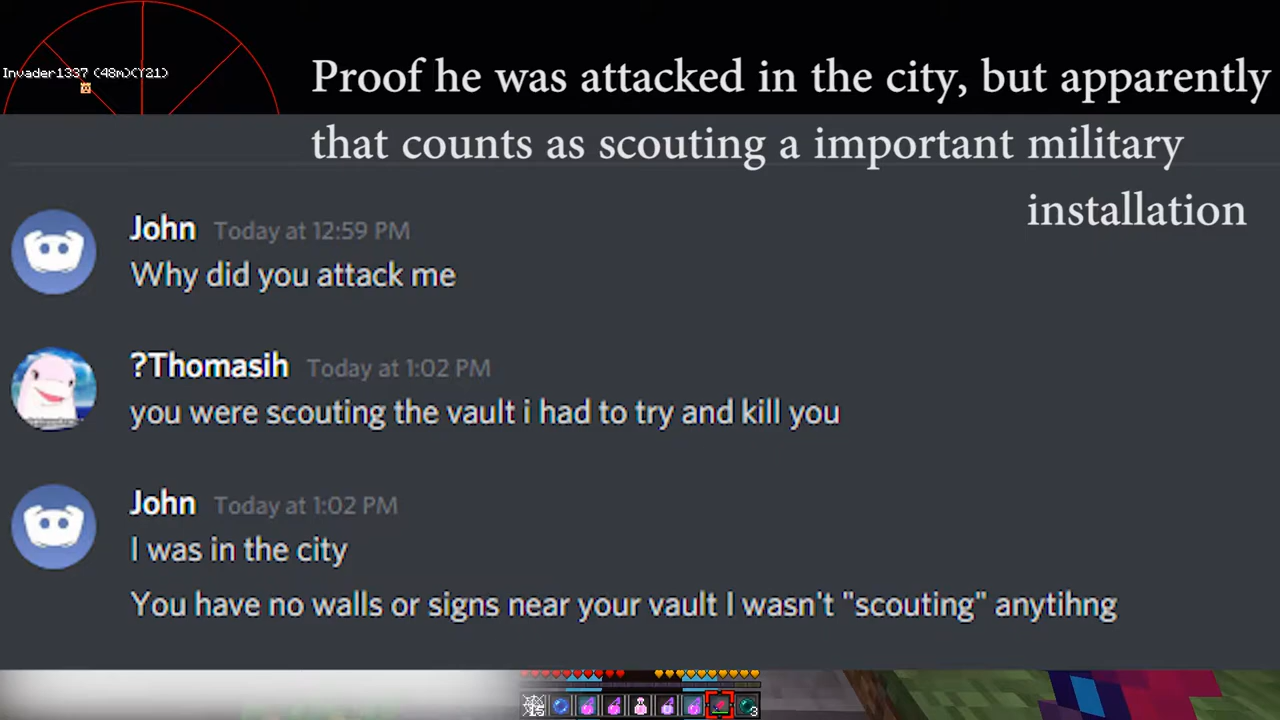 Invader1337 (48m)(Y21)
Proof he was attacked in the city, but apparently
that counts as scouting a important military
installation
John Today at 12:59 PM
Why did you attack me
?Thomasih Today at 1:02 PM
you were scouting the vault i had to try and kill you
John Today at 1:02 PM
I was in the city
You have no walls or signs near your vault I wasn't "scouting" anytihng
15
3